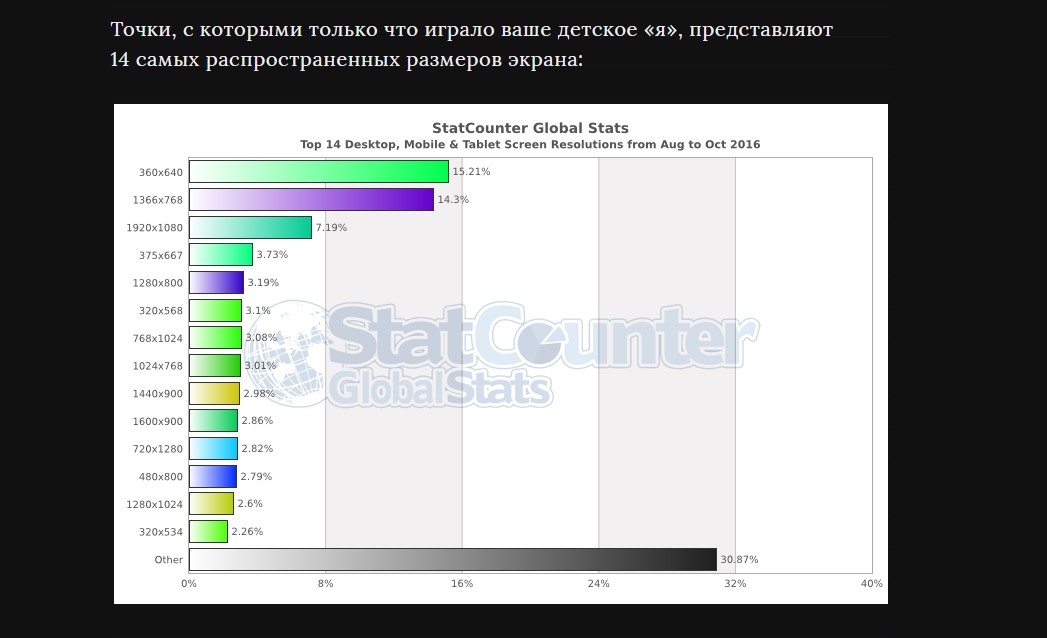 Точки, с которыми только что играло ваше детское «я», представляют
14 самых распространенных размеров экрана:
StatCounter Global Stats
Top 14 Desktop, Mobile & Tablet Screen Resolutions from Aug to Oct 2016
360x640 15.21%
1366x768 14.3%
1920x1080 7.19%
375x667 3.73%
1280x800 3.19%
320x568 3.1%
768x1024 3.08%
1024x768 3.01%
1440x900 2.98%
1600x900 2.86%
720x1280 2.82%
480x800 2.79%
1280x1024 2.6%
320x534 2.26%
Other 30.87%
0% 8% 16% 24% 32% 40%
StatCounter
GlobalStats